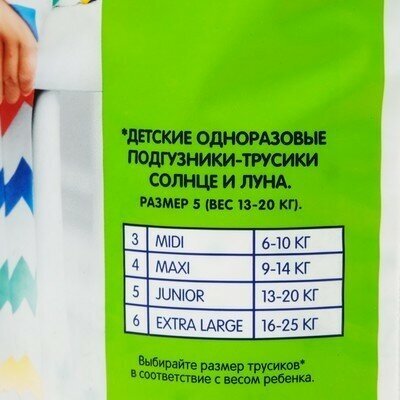 *ДЕТСКИЕ ОДНОРАЗОВЫЕ
ПОДГУЗНИКИ-ТРУСИКИ
СОЛНЦЕ И ЛУНА.
РАЗМЕР 5 (ВЕС 13-20 КГ).
3 MIDI 6-10 КГ
4 MAXI 9-14 КГ
5 JUNIOR 13-20 КГ
6 EXTRA LARGE 16-25 КГ
Выбирайте размер трусиков*
в соответствие с весом ребенка.